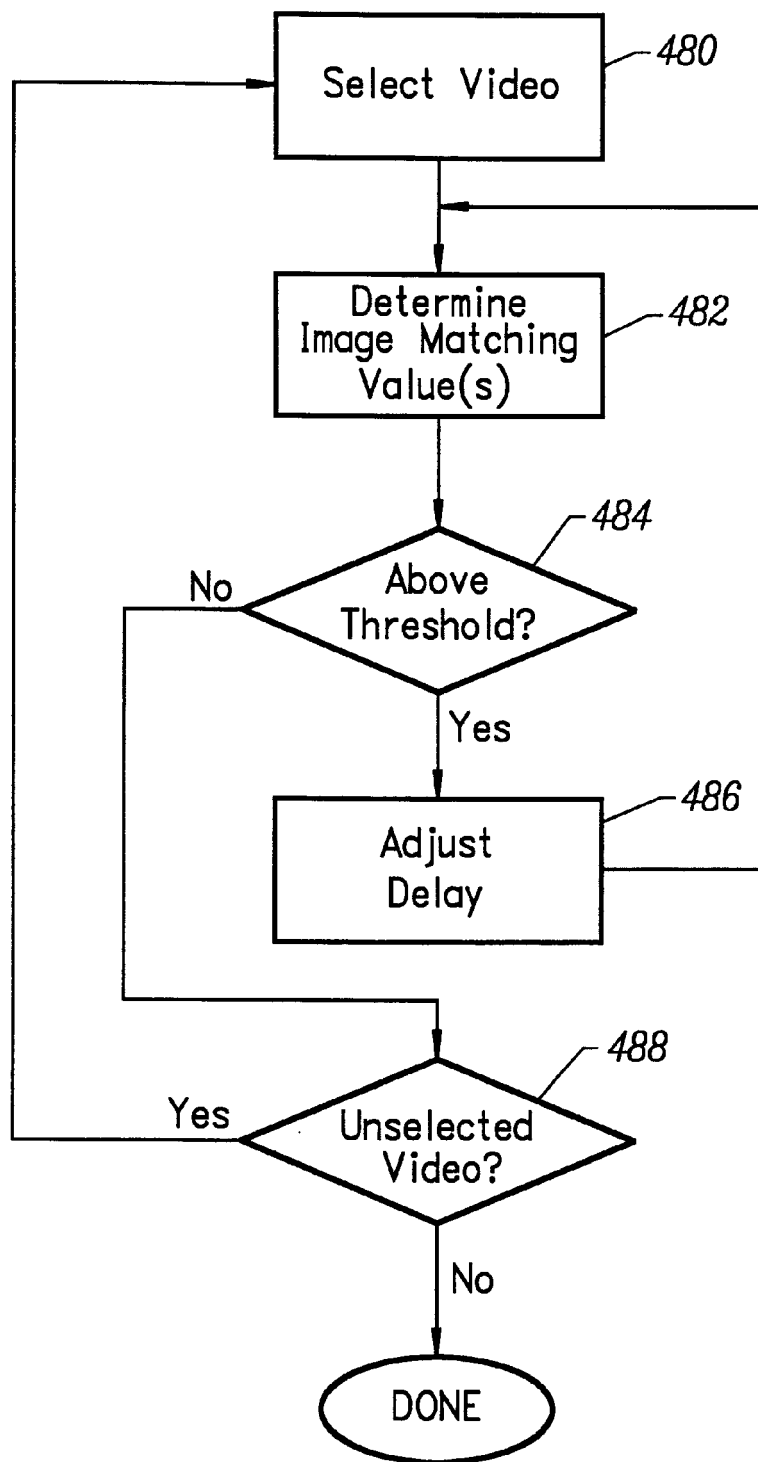 Select Video
480
Determine
Image Matching
Value(s)
482
484
No
Above
Threshold?
Yes
486
Adjust
Delay
488
Yes
Unselected
Video?
No
DONE